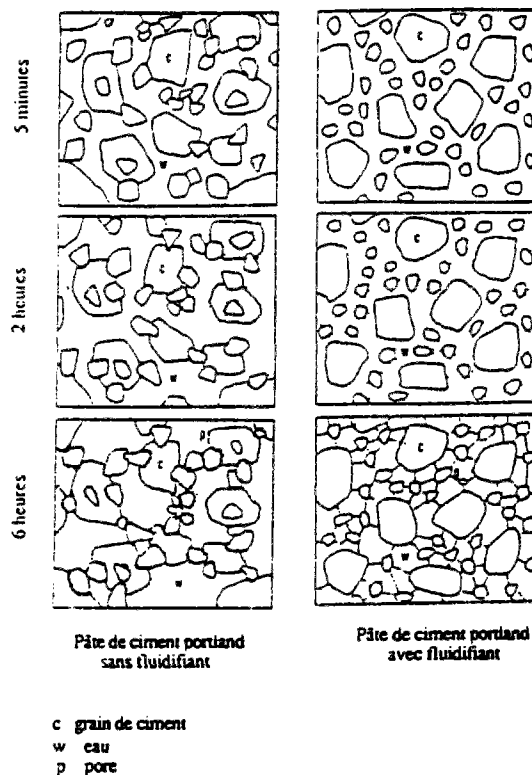 5 minutes
c
w
c
w
2 heures
c
w
c
w
6 heures
p
c
w
c
w
Pâte de ciment portland
sans fluidifiant
Pâte de ciment portland
avec fluidifiant
c grain de ciment
w eau
p pore